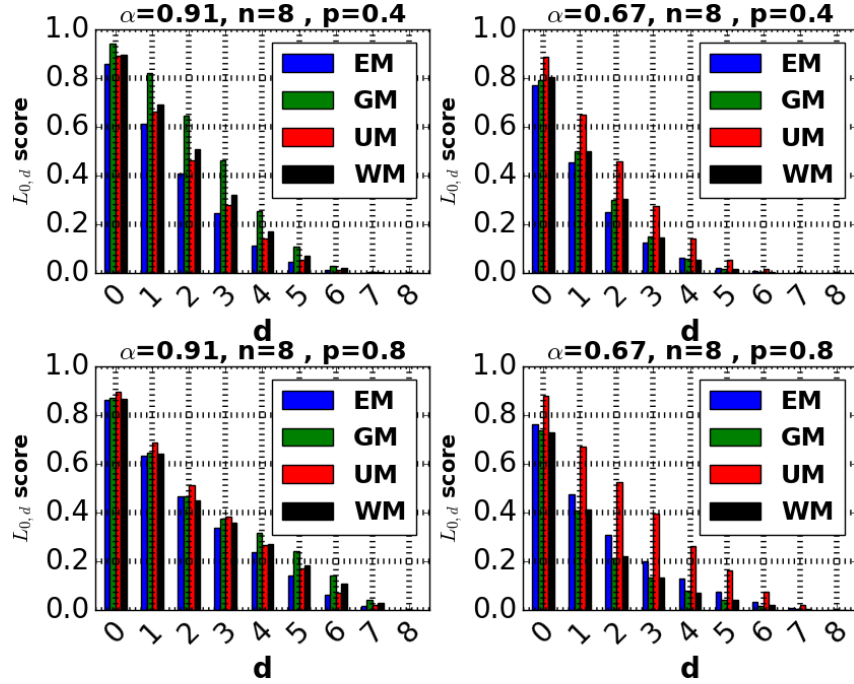 α=0.91, n=8 , p=0.4
L0,d score
1.0
0.8
0.6
0.4
0.2
0.0
EM
GM
UM
WM
0 1 2 3 4 5 6 7 8
d
α=0.67, n=8 , p=0.4
L0,d score
1.0
0.8
0.6
0.4
0.2
0.0
EM
GM
UM
WM
0 1 2 3 4 5 6 7 8
d
α=0.91, n=8 , p=0.8
L0,d score
1.0
0.8
0.6
0.4
0.2
0.0
EM
GM
UM
WM
0 1 2 3 4 5 6 7 8
d
α=0.67, n=8 , p=0.8
L0,d score
1.0
0.8
0.6
0.4
0.2
0.0
EM
GM
UM
WM
0 1 2 3 4 5 6 7 8
d